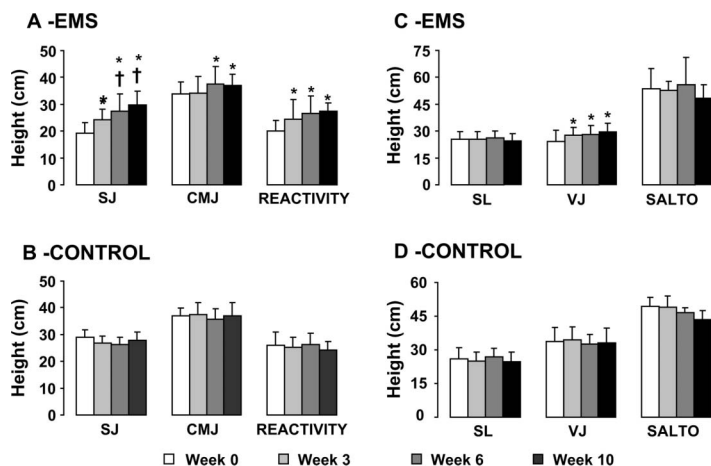 A -EMS
Height (cm)
50
40
30
20
10
0
*
* †
* †
* *
* * *
SJ CMJ REACTIVITY
C -EMS
Height (cm)
75
60
45
30
15
0
* * *
SL VJ SALTO
B -CONTROL
Height (cm)
50
40
30
20
10
0
SJ CMJ REACTIVITY
D -CONTROL
Height (cm)
60
45
30
15
0
SL VJ SALTO
Week 0 Week 3 Week 6 Week 10